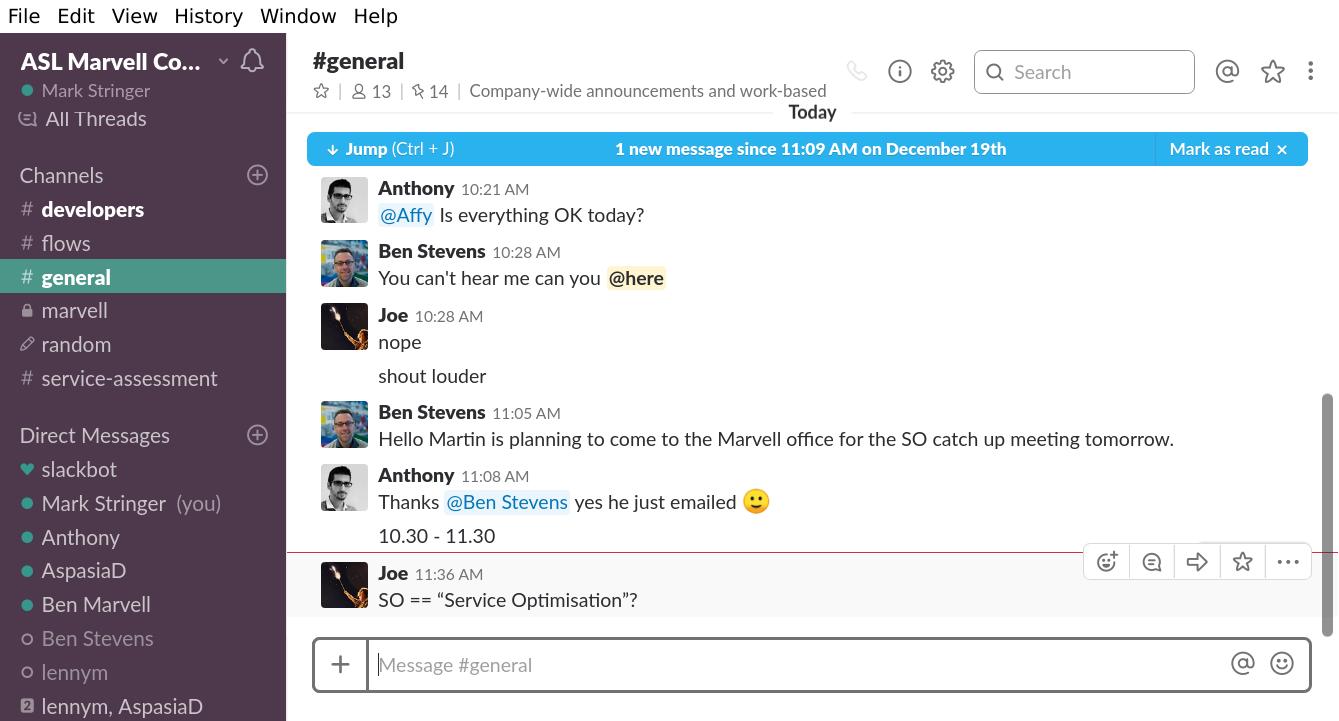 File Edit View History Window Help
ASL Marvell Co...
Mark Stringer
All Threads
Channels
# developers
# flows
# general
marvell
random
# service-assessment
Direct Messages
slackbot
Mark Stringer (you)
Anthony
AspasiaD
Ben Marvell
Ben Stevens
lennym
2 lennym, AspasiaD
#general
13 | 14 | Company-wide announcements and work-based
Search
Today
Jump (Ctrl + J) 1 new message since 11:09 AM on December 19th Mark as read ×
Anthony 10:21 AM
@Affy Is everything OK today?
Ben Stevens 10:28 AM
You can't hear me can you @here
Joe 10:28 AM
nope
shout louder
Ben Stevens 11:05 AM
Hello Martin is planning to come to the Marvell office for the SO catch up meeting tomorrow.
Anthony 11:08 AM
Thanks @Ben Stevens yes he just emailed 🙂
10.30 - 11.30
Joe 11:36 AM
SO == “Service Optimisation”?
Message #general